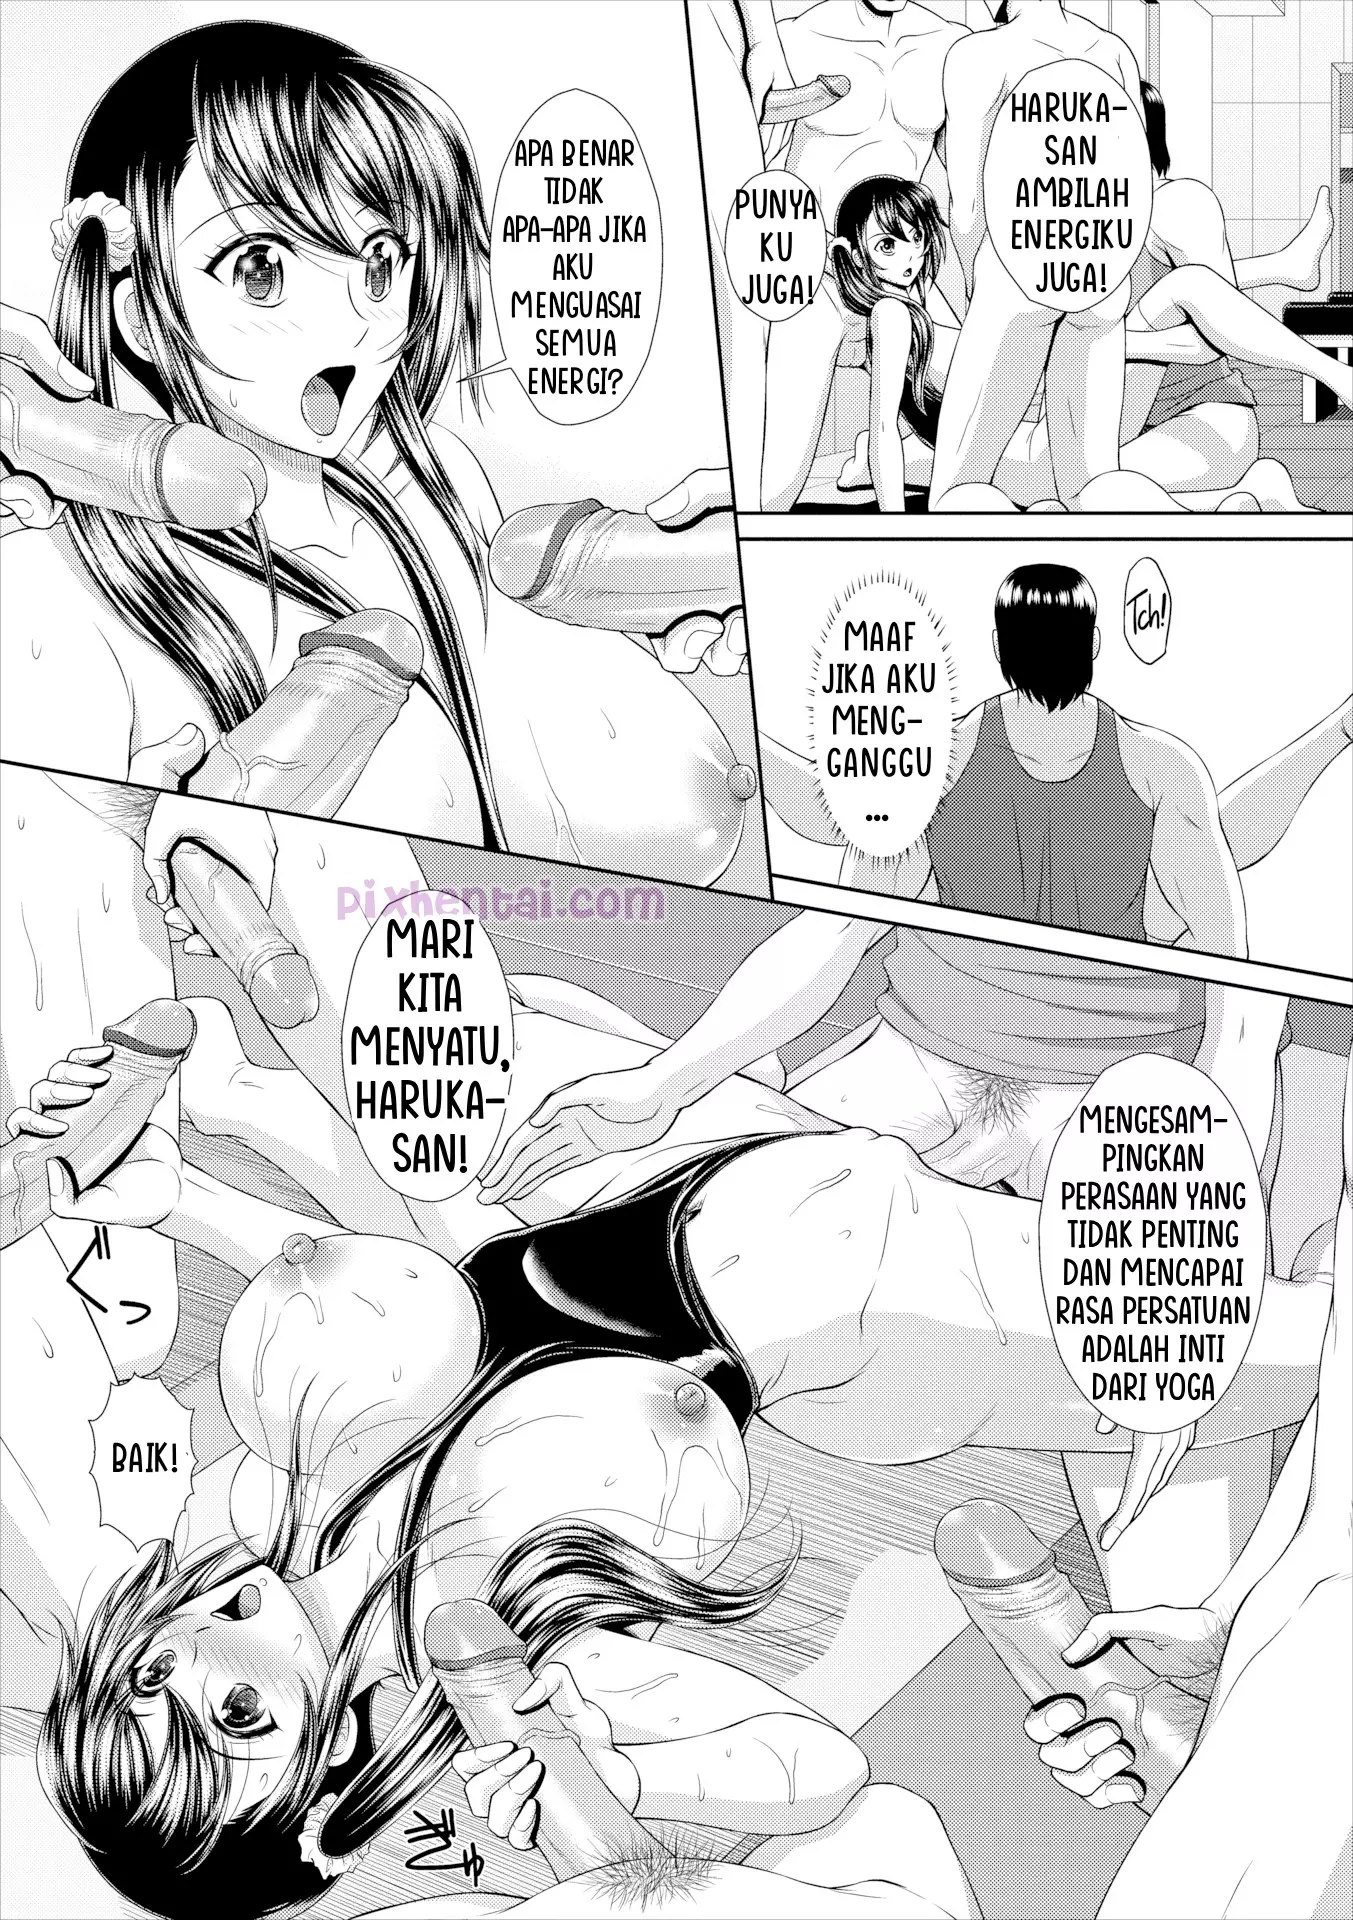 HARUKA-
SAN
AMBILAH
ENERGIKU
JUGA!
PUNYA
KU
JUGA!
APA BENAR
TIDAK
APA-APA JIKA
AKU
MENGUASAI
SEMUA
ENERGI?
Tch!
MAAF
JIKA AKU
MENG-
GANGGU
...
pixhentai.com
MARI
KITA
MENYATU,
HARUKA-
SAN!
MENGESAM-
PINGKAN
PERASAAN YANG
TIDAK PENTING
DAN MENCAPAI
RASA PERSATUAN
ADALAH INTI
DARI YOGA
BAIK!